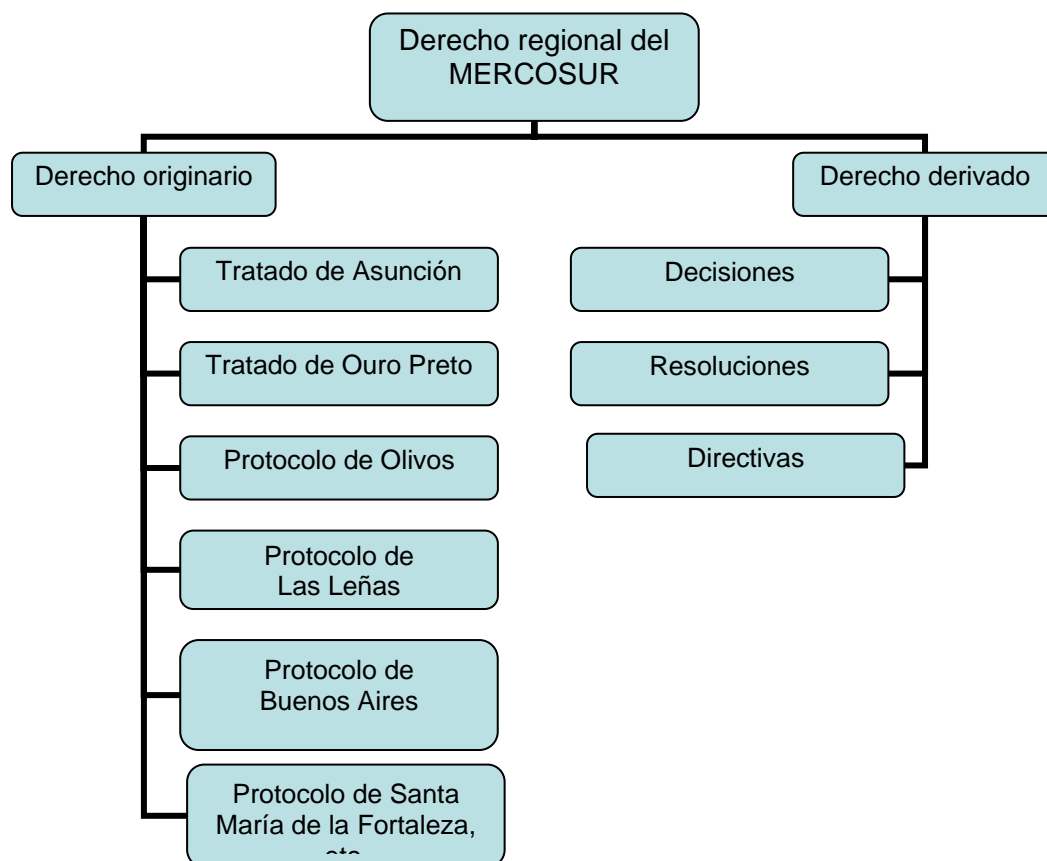 Derecho regional del
MERCOSUR
Derecho originario
Derecho derivado
Tratado de Asunción
Decisiones
Tratado de Ouro Preto
Resoluciones
Protocolo de Olivos
Directivas
Protocolo de
Las Leñas
Protocolo de
Buenos Aires
Protocolo de Santa
María de la Fortaleza,